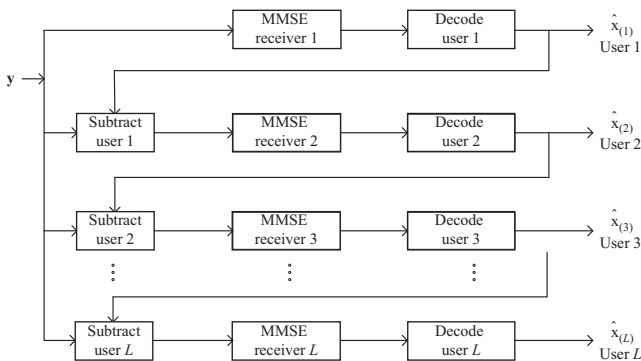 MMSE receiver 1
Decode user 1
x̂(1)
User 1
y
Subtract user 1
MMSE receiver 2
Decode user 2
x̂(2)
User 2
Subtract user 2
MMSE receiver 3
Decode user 3
x̂(3)
User 3
Subtract user L
MMSE receiver L
Decode user L
x̂(L)
User L